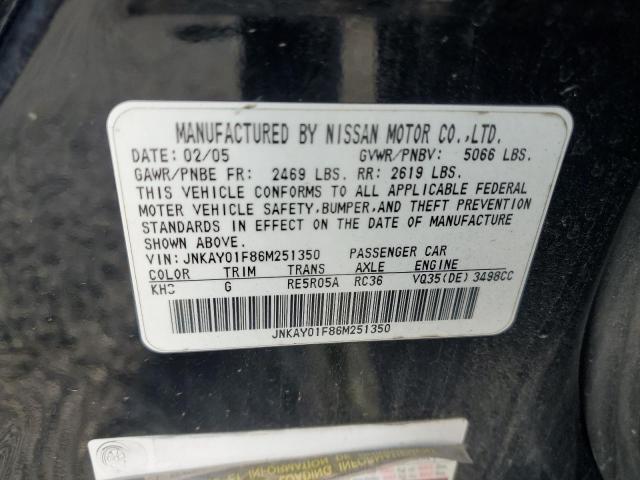 MANUFACTURED BY NISSAN MOTOR CO.,LTD.
DATE: 02/05 GVWR/PNBV: 5066 LBS.
GAWR/PNBE FR: 2469 LBS. RR: 2619 LBS.
THIS VEHICLE CONFORMS TO ALL APPLICABLE FEDERAL
MOTOR VEHICLE SAFETY,BUMPER,AND THEFT PREVENTION
STANDARDS IN EFFECT ON THE DATE OF MANUFACTURE
SHOWN ABOVE.
VIN: JNKAY01F86M251350 PASSENGER CAR
COLOR TRIM TRANS AXLE ENGINE
KH3 G RE5R05A RC36 VQ35(DE) 3498CC
JNKAY01F86M251350